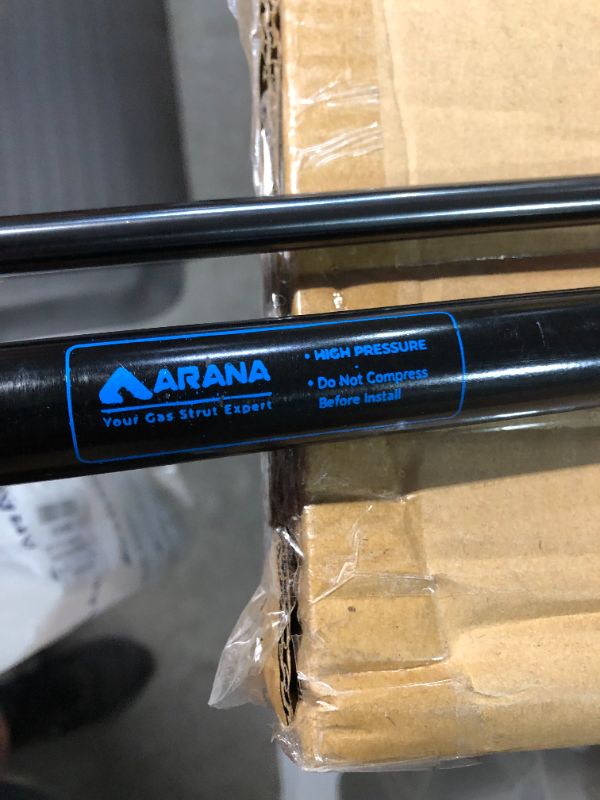 ARANA
Your Gas Strut Expert
• HIGH PRESSURE
• Do Not Compress
Before Install